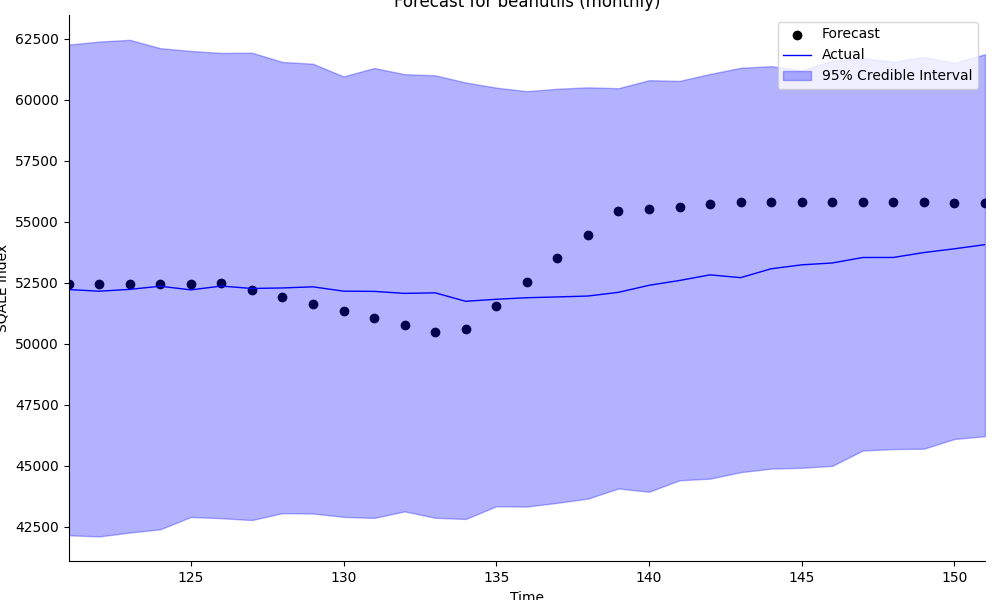 Forecast for beanutils (monthly)
Forecast
Actual
95% Credible Interval
62500
60000
57500
55000
52500
50000
47500
45000
42500
SQALE Index
125
130
135
140
145
150
Time